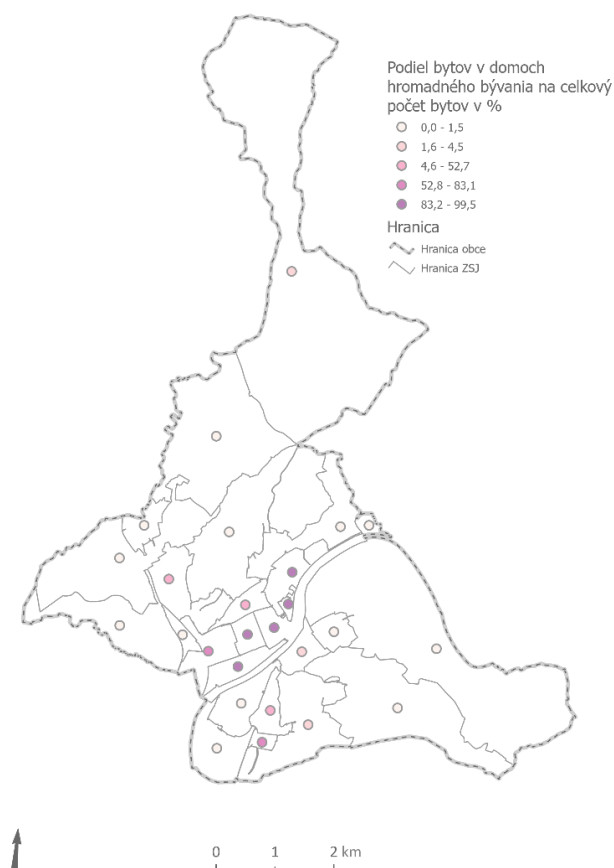 Podiel bytov v domoch
hromadného bývania na celkový
počet bytov v %
0,0 - 1,5
1,6 - 4,5
4,6 - 52,7
52,8 - 83,1
83,2 - 99,5
Hranica
Hranica obce
Hranica ZSJ
0 1 2 km